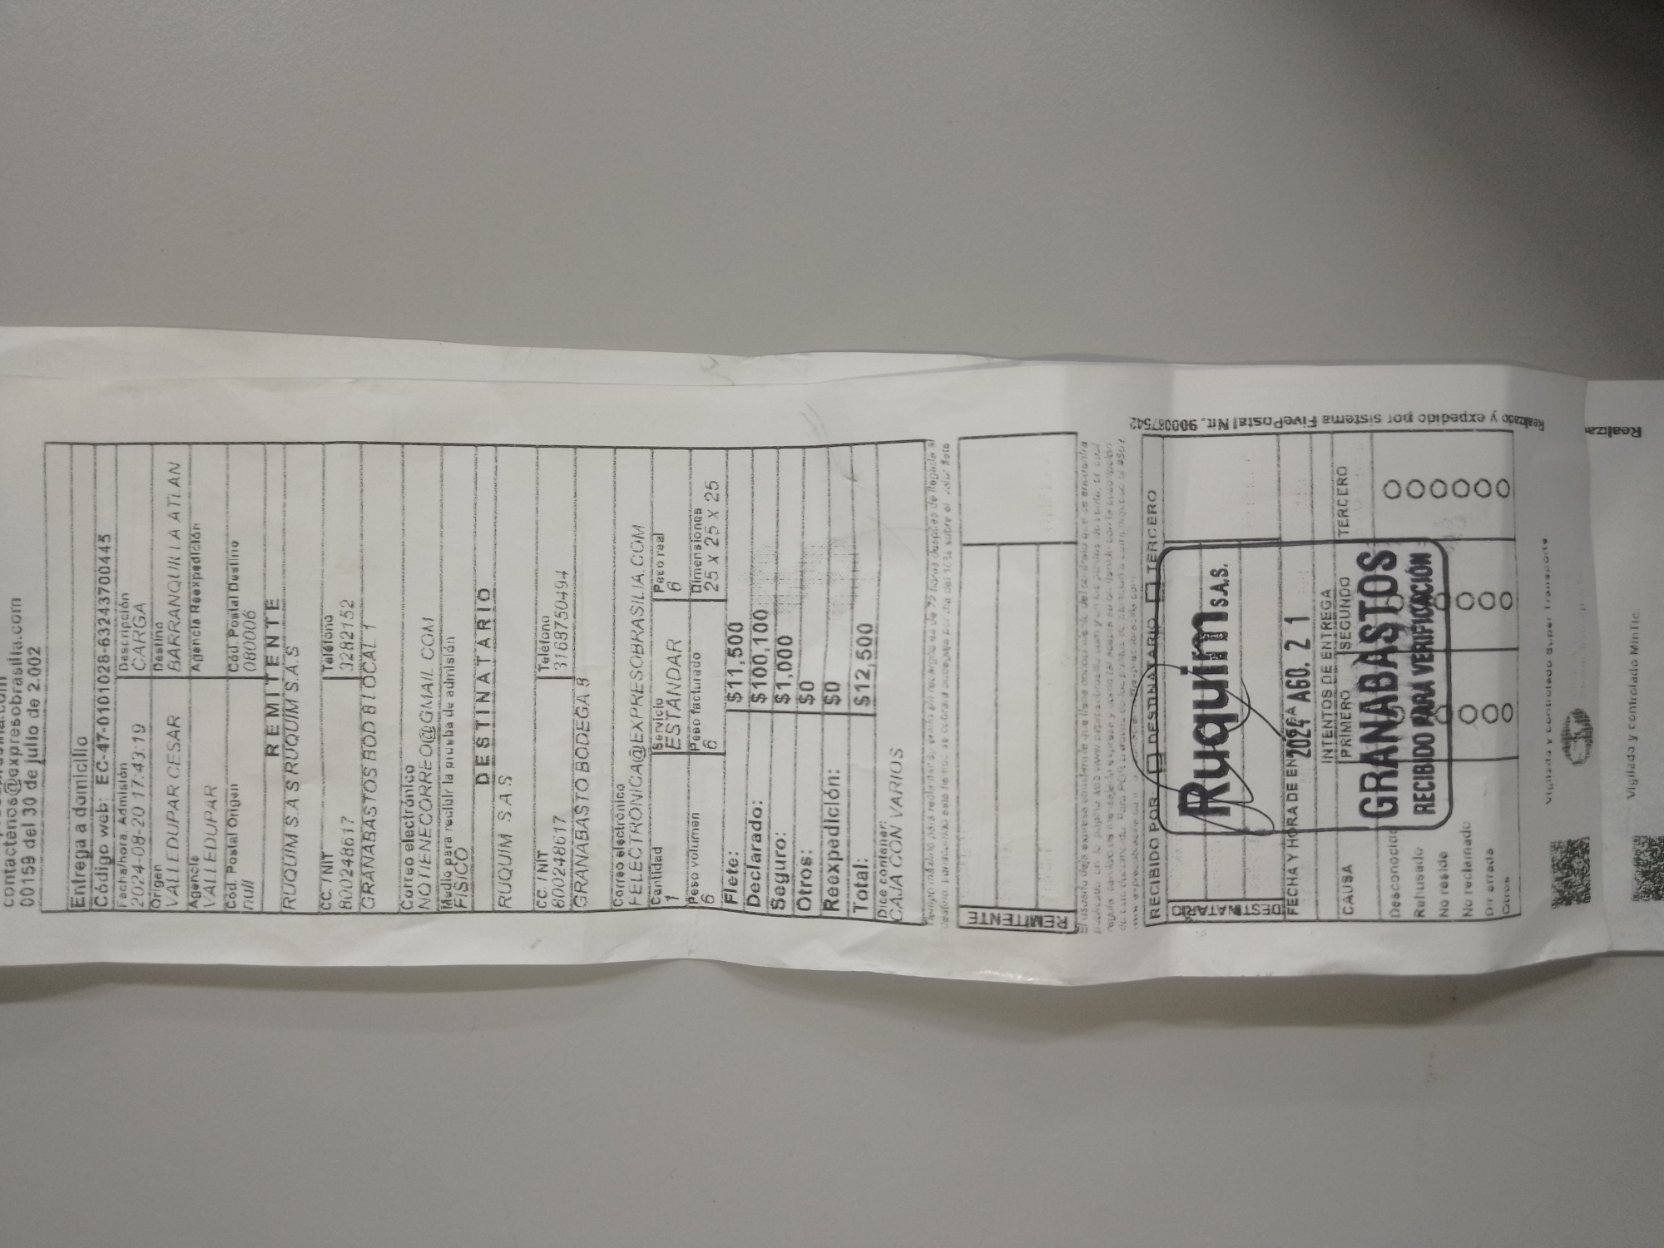 contactenos@expresobrasilia.com
00159 del 30 de julio de 2.002
Entrega a domicilio
Código web: EC-47-0101028-63243700445
Fecha/hora Admisión Descripción
2024-08-20 17:43:19 CARGA
Origen Destino
VALLEDUPAR CESAR BARRANQUILLA ATLAN
Agencia Agencia Reexpedición
VALLEDUPAR
Cód. Postal Origen Cód. Postal Destino
null 080006
REMITENTE
RUQUIM S A S RUQUIM S.A.S
CC. / NIT Teléfono
800248617 3282152
GRANABASTOS BOD 8 LOCAL 1
Correo electrónico
NOTIENECORREO@GMAIL.COM
Medio para recibir la prueba de admisión
FISICO
DESTINATARIO
RUQUIM S A S
CC. / NIT Teléfono
800248617 3168750494
GRANABASTO BODEGA 8
Correo electrónico
FELECTRONICA@EXPRESOBRASILIA.COM
Cantidad Servicio Peso real
1 ESTANDAR 6
Peso volumen Peso facturado Dimensiones
6 6 25 x 25 x 25
Flete: $11,500
Declarado: $100,100
Seguro: $1,000
Otros: $0
Reexpedición: $0
Total: $12,500
Dice contener:
CAJA CON VARIOS
REMITENTE
RECIBIDO POR DESTINATARIO TERCERO
DESTINATARIO
Ruquim S.A.S.
FECHA Y HORA DE
2024 AGO. 21
INTENTOS DE ENTREGA
CAUSA PRIMERO SEGUNDO TERCERO
GRANABASTOS
RECIBIDO PARA VERIFICACIÓN
Desconocido
Rehusado
No reside
No reclamado
Dir errada
Otros
Realizado y expedido por sistema FivePostal Nit. 900087542
Vigilado y controlado Super Transporte
Vigilada y controlado MinTic